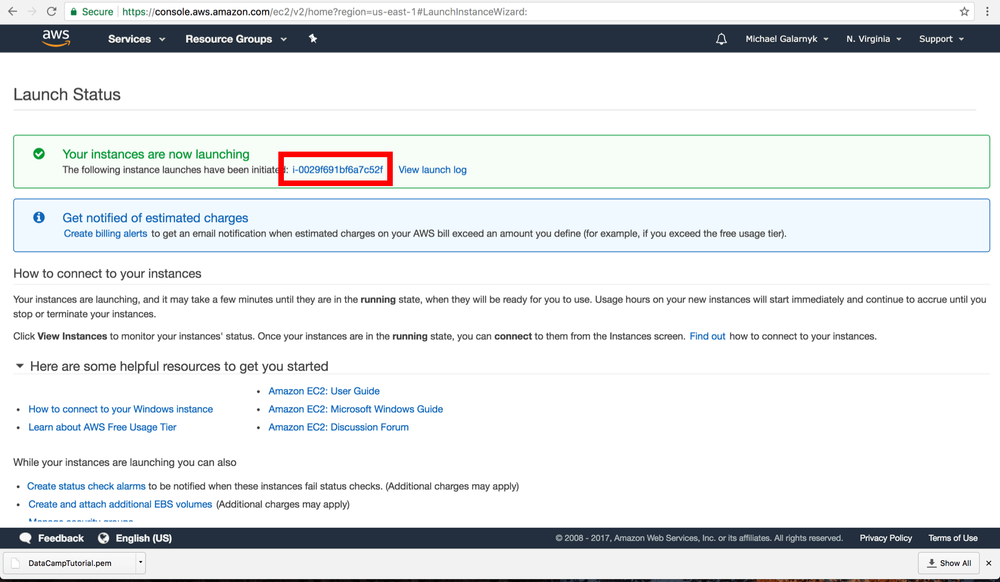 Secure https://console.aws.amazon.com/ec2/v2/home?region=us-east-1#LaunchInstanceWizard:
aws Services Resource Groups Michael Galarnyk N. Virginia Support
Launch Status
Your instances are now launching
The following instance launches have been initiated: i-0029f691bf6a7c52f View launch log
Get notified of estimated charges
Create billing alerts to get an email notification when estimated charges on your AWS bill exceed an amount you define (for example, if you exceed the free usage tier).
How to connect to your instances
Your instances are launching, and it may take a few minutes until they are in the running state, when they will be ready for you to use. Usage hours on your new instances will start immediately and continue to accrue until you
stop or terminate your instances.
Click View Instances to monitor your instances' status. Once your instances are in the running state, you can connect to them from the Instances screen. Find out how to connect to your instances.
Here are some helpful resources to get you started
• Amazon EC2: User Guide
• How to connect to your Windows instance • Amazon EC2: Microsoft Windows Guide
• Learn about AWS Free Usage Tier • Amazon EC2: Discussion Forum
While your instances are launching you can also
• Create status check alarms to be notified when these instances fail status checks. (Additional charges may apply)
• Create and attach additional EBS volumes (Additional charges may apply)
Manage security groups
Feedback English (US) © 2008 - 2017, Amazon Web Services, Inc. or its affiliates. All rights reserved. Privacy Policy Terms of Use
DataCampTutorial.pem Show All